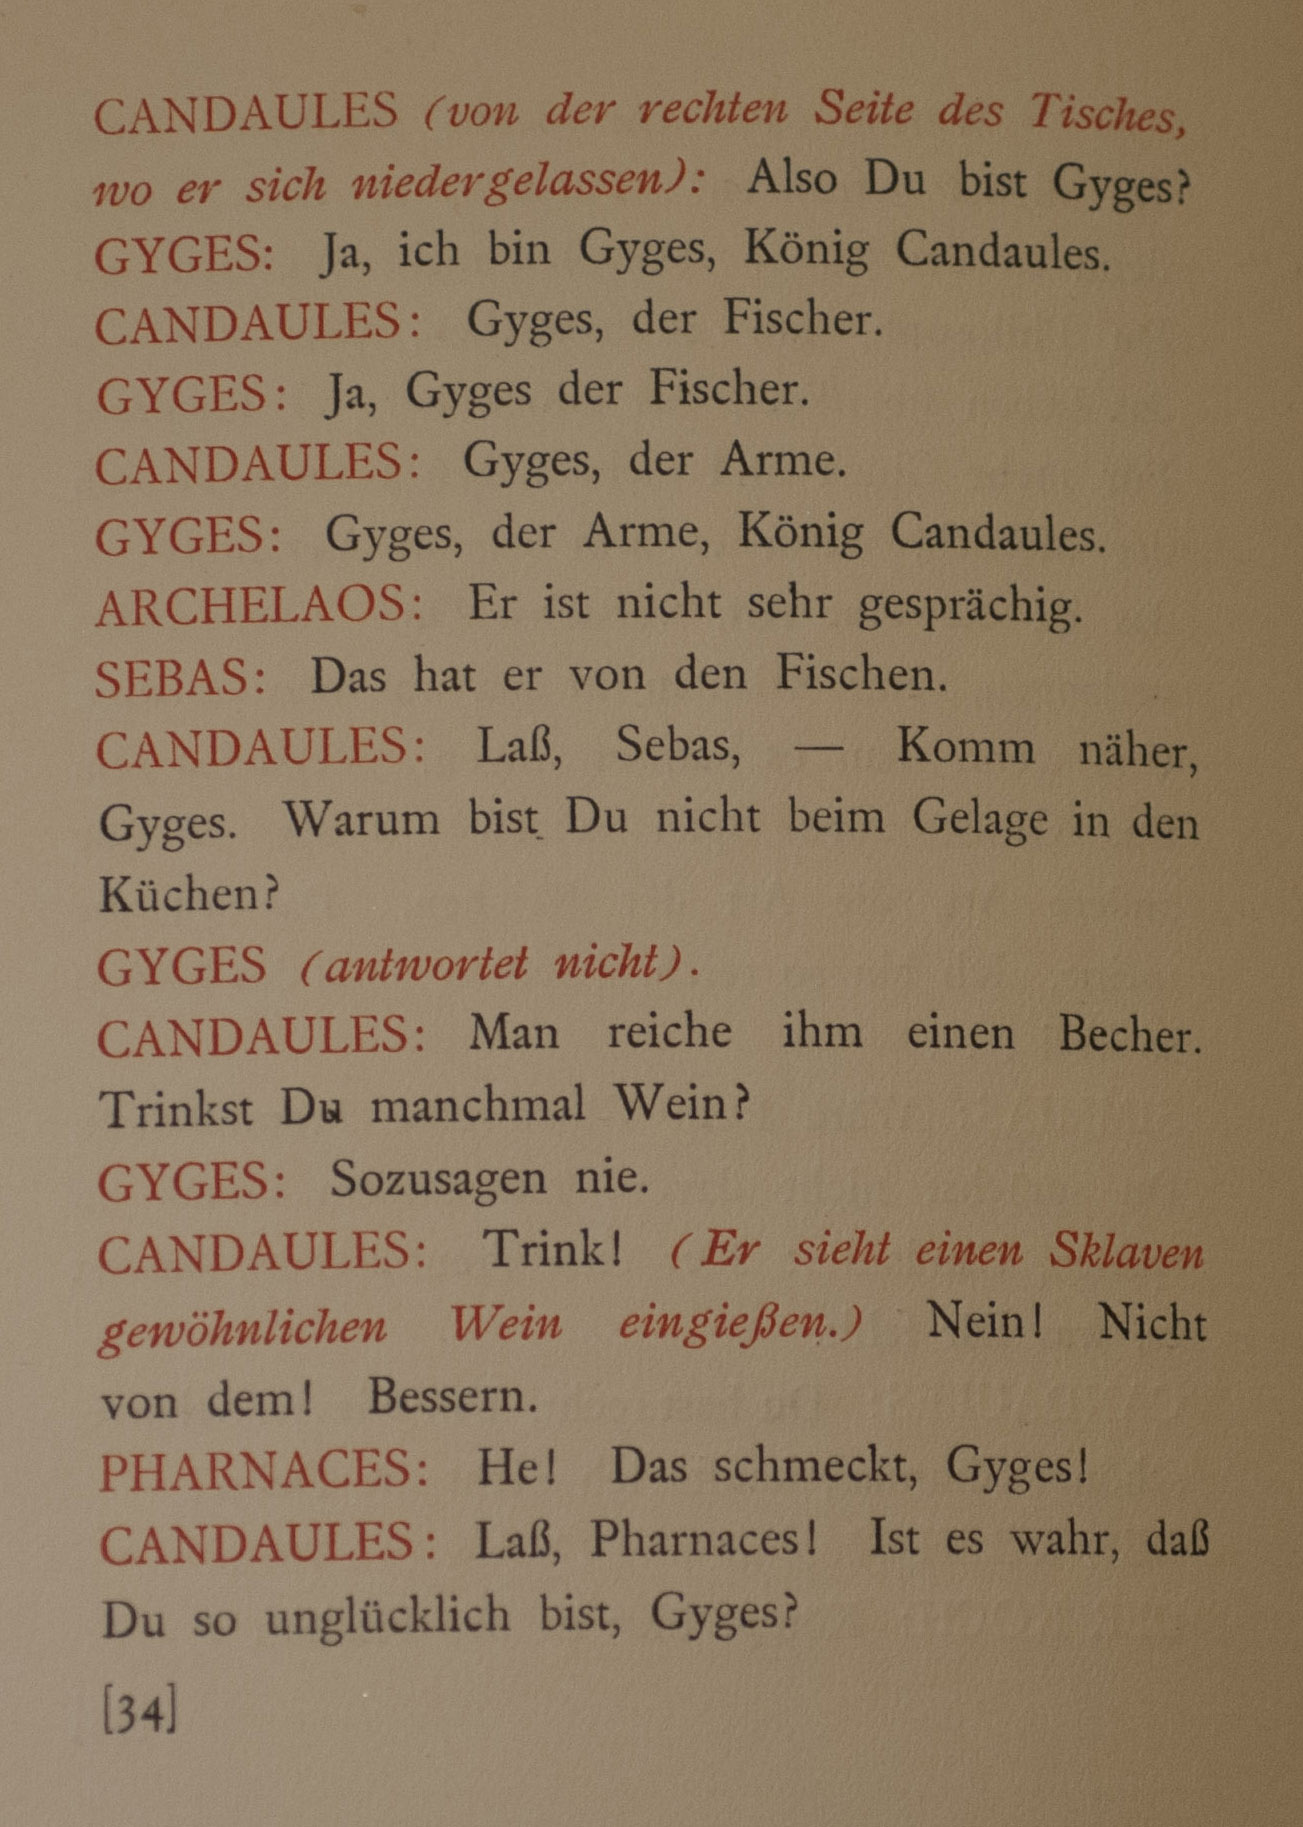 CANDAULES (von der rechten Seite des Tisches,
wo er sich niedergelassen): Also Du bist Gyges?
GYGES: Ja, ich bin Gyges, König Candaules.
CANDAULES: Gyges, der Fischer.
GYGES: Ja, Gyges der Fischer.
CANDAULES: Gyges, der Arme.
GYGES: Gyges, der Arme, König Candaules.
ARCHELAOS: Er ist nicht sehr gesprächig.
SEBAS: Das hat er von den Fischen.
CANDAULES: Laß, Sebas, — Komm näher,
Gyges. Warum bist Du nicht beim Gelage in den
Küchen?
GYGES (antwortet nicht).
CANDAULES: Man reiche ihm einen Becher.
Trinkst Du manchmal Wein?
GYGES: Sozusagen nie.
CANDAULES: Trink! (Er sieht einen Sklaven
gewöhnlichen Wein eingießen.) Nein! Nicht
von dem! Bessern.
PHARNACES: He! Das schmeckt, Gyges!
CANDAULES: Laß, Pharnaces! Ist es wahr, daß
Du so unglücklich bist, Gyges?
[34]